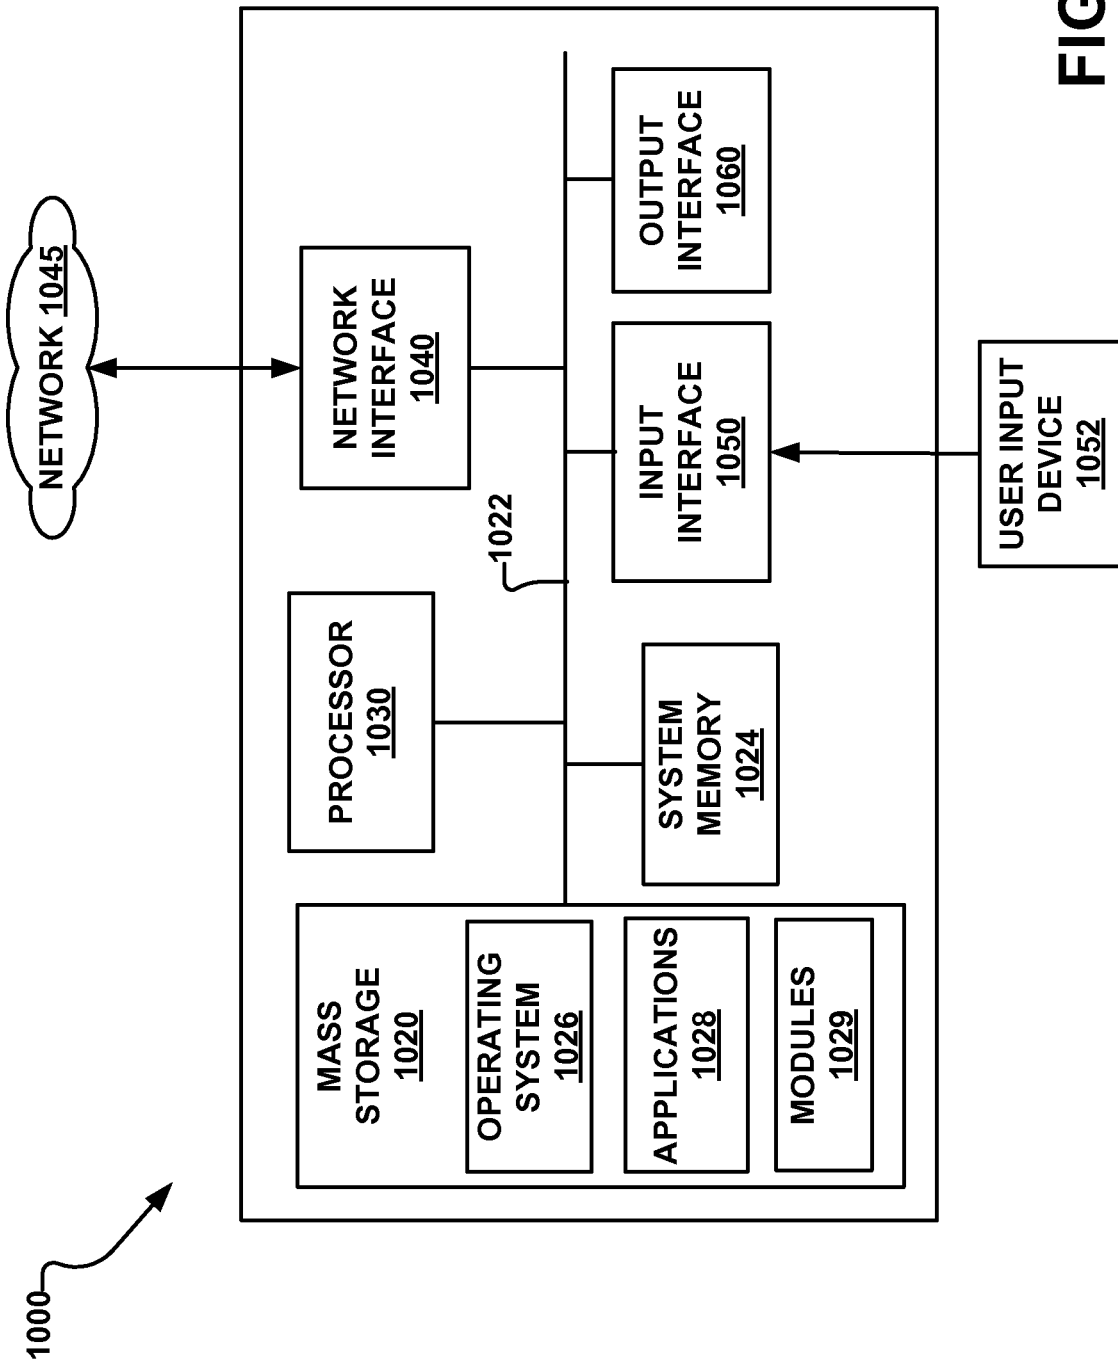 1000
NETWORK 1045
MASS
STORAGE
1020
OPERATING
SYSTEM
1026
APPLICATIONS
1028
MODULES
1029
PROCESSOR
1030
NETWORK
INTERFACE
1040
1022
SYSTEM
MEMORY
1024
INPUT
INTERFACE
1050
OUTPUT
INTERFACE
1060
USER INPUT
DEVICE
1052
FIG